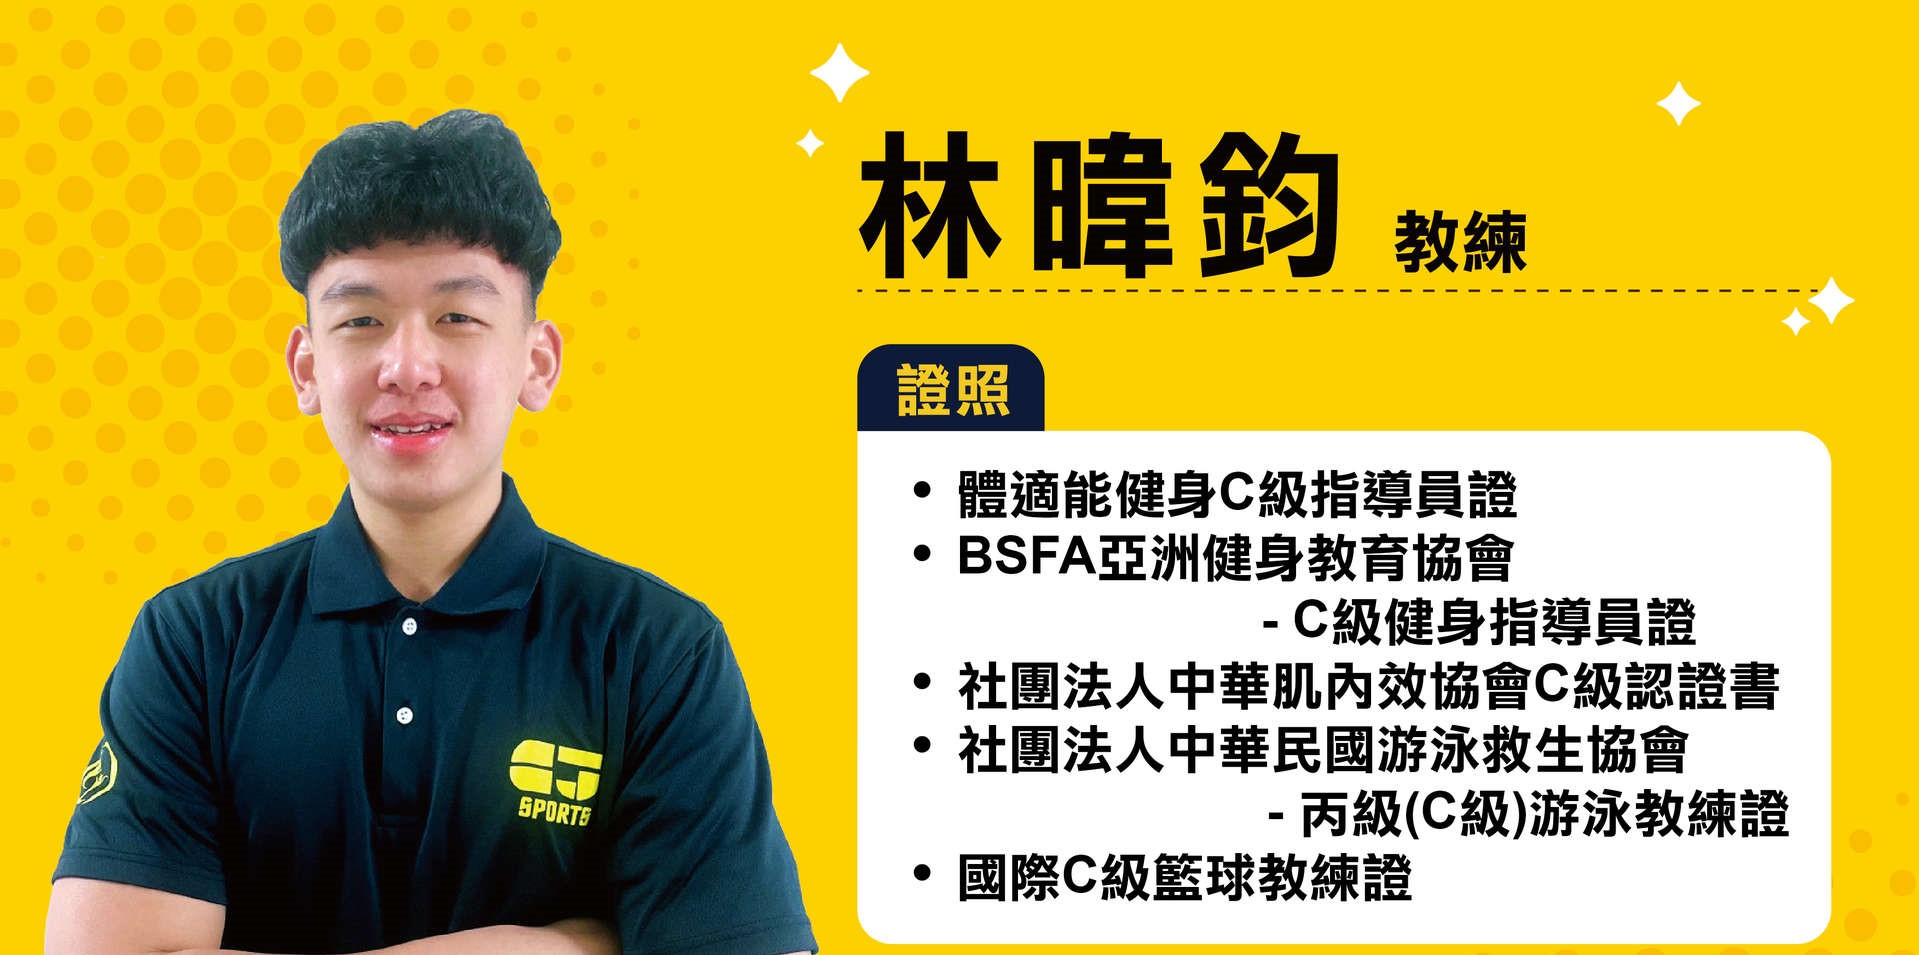 林暐鈞 教練
證照
• 體適能健身C級指導員證
• BSFA亞洲健身教育協會
- C級健身指導員證
• 社團法人中華肌內效協會C級認證書
• 社團法人中華民國游泳救生協會
- 丙級(C級)游泳教練證
• 國際C級籃球教練證
CJ
SPORTS